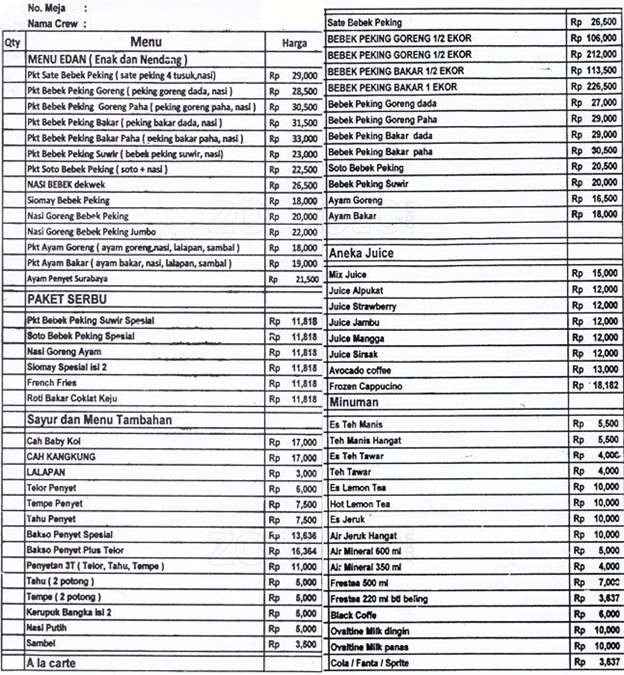 No. Meja :
Nama Crew :
Qty Menu Harga
MENU EDAN ( Enak dan Nendang )
Pkt Sate Bebek Peking ( sate peking 4 tusuk,nasi) Rp 29,000
Pkt Bebek Peking Goreng ( peking goreng dada, nasi ) Rp 28,500
Pkt Bebek Peking Goreng Paha ( peking goreng paha, nasi ) Rp 30,500
Pkt Bebek Peking Bakar ( peking bakar dada, nasi ) Rp 31,500
Pkt Bebek Peking Bakar Paha ( peking bakar paha, nasi ) Rp 33,000
Pkt Bebek Peking Suwir ( bebek peking suwir, nasi) Rp 23,000
Pkt Soto Bebek Peking ( soto + nasi ) Rp 22,500
NASI BEBEK dekwek Rp 26,500
Siomay Bebek Peking Rp 18,000
Nasi Goreng Bebek Peking Rp 20,000
Nasi Goreng Bebek Peking Jumbo Rp 22,000
Pkt Ayam Goreng ( ayam goreng,nasi, lalapan, sambal ) Rp 18,000
Pkt Ayam Bakar ( ayam bakar, nasi, lalapan, sambal ) Rp 19,000
Ayam Penyet Surabaya Rp 21,500
PAKET SERBU
Pkt Bebek Peking Suwir Spesial Rp 11,818
Soto Bebek Peking Spesial Rp 11,818
Nasi Goreng Ayam Rp 11,818
Siomay Spesial isi 2 Rp 11,818
French Fries Rp 11,818
Roti Bakar Coklat Keju Rp 11,818
Sayur dan Menu Tambahan
Cah Baby Kol Rp 17,000
CAH KANGKUNG Rp 17,000
LALAPAN Rp 3,000
Telor Penyet Rp 6,000
Tempe Penyet Rp 7,500
Tahu Penyet Rp 7,500
Bakso Penyet Spesial Rp 13,636
Bakso Penyet Plus Telor Rp 16,364
Penyetan 3T ( Telor, Tahu, Tempe ) Rp 11,000
Tahu ( 2 potong ) Rp 5,000
Tempe ( 2 potong ) Rp 5,000
Kerupuk Bangka isi 2 Rp 5,000
Nasi Putih Rp 5,000
Sambel Rp 3,500
A la carte
Sate Bebek Peking Rp 26,500
BEBEK PEKING GORENG 1/2 EKOR Rp 106,000
BEBEK PEKING GORENG 1/2 EKOR Rp 212,000
BEBEK PEKING BAKAR 1/2 EKOR Rp 113,500
BEBEK PEKING BAKAR 1 EKOR Rp 226,500
Bebek Peking Goreng dada Rp 27,000
Bebek Peking Goreng Paha Rp 29,000
Bebek Peking Bakar dada Rp 29,000
Bebek Peking Bakar paha Rp 30,500
Soto Bebek Peking Rp 20,500
Bebek Peking Suwir Rp 20,000
Ayam Goreng Rp 16,500
Ayam Bakar Rp 18,000
Aneka Juice
Mix Juice Rp 15,000
Juice Alpukat Rp 12,000
Juice Strawberry Rp 12,000
Juice Jambu Rp 12,000
Juice Mangga Rp 12,000
Juice Sirsak Rp 12,000
Avocado coffee Rp 13,000
Frozen Cappucino Rp 18,182
Minuman
Es Teh Manis Rp 5,500
Teh Manis Hangat Rp 5,500
Es Teh Tawar Rp 4,000
Teh Tawar Rp 4,000
Es Lemon Tea Rp 10,000
Hot Lemon Tea Rp 10,000
Es Jeruk Rp 10,000
Air Jeruk Hangat Rp 10,000
Air Mineral 600 ml Rp 5,000
Air Mineral 350 ml Rp 4,000
Frestea 500 ml Rp 7,000
Frestea 220 ml btl beling Rp 3,637
Black Coffe Rp 6,000
Ovaltine Milk dingin Rp 10,000
Ovaltine Milk panas Rp 10,000
Cola / Fanta / Sprite Rp 3,637